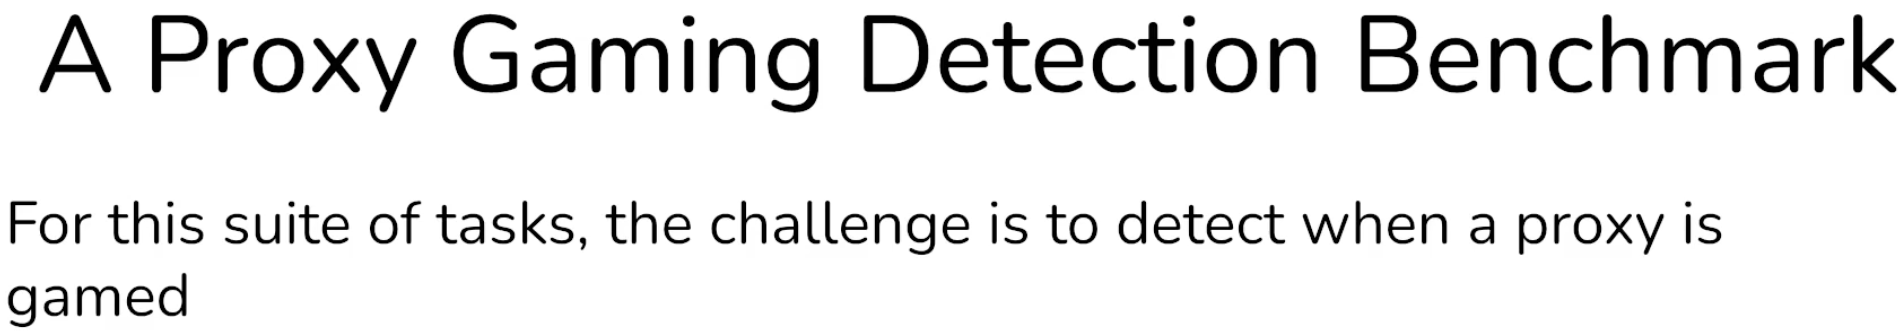 A Proxy Gaming Detection Benchmark
For this suite of tasks, the challenge is to detect when a proxy is
gamed